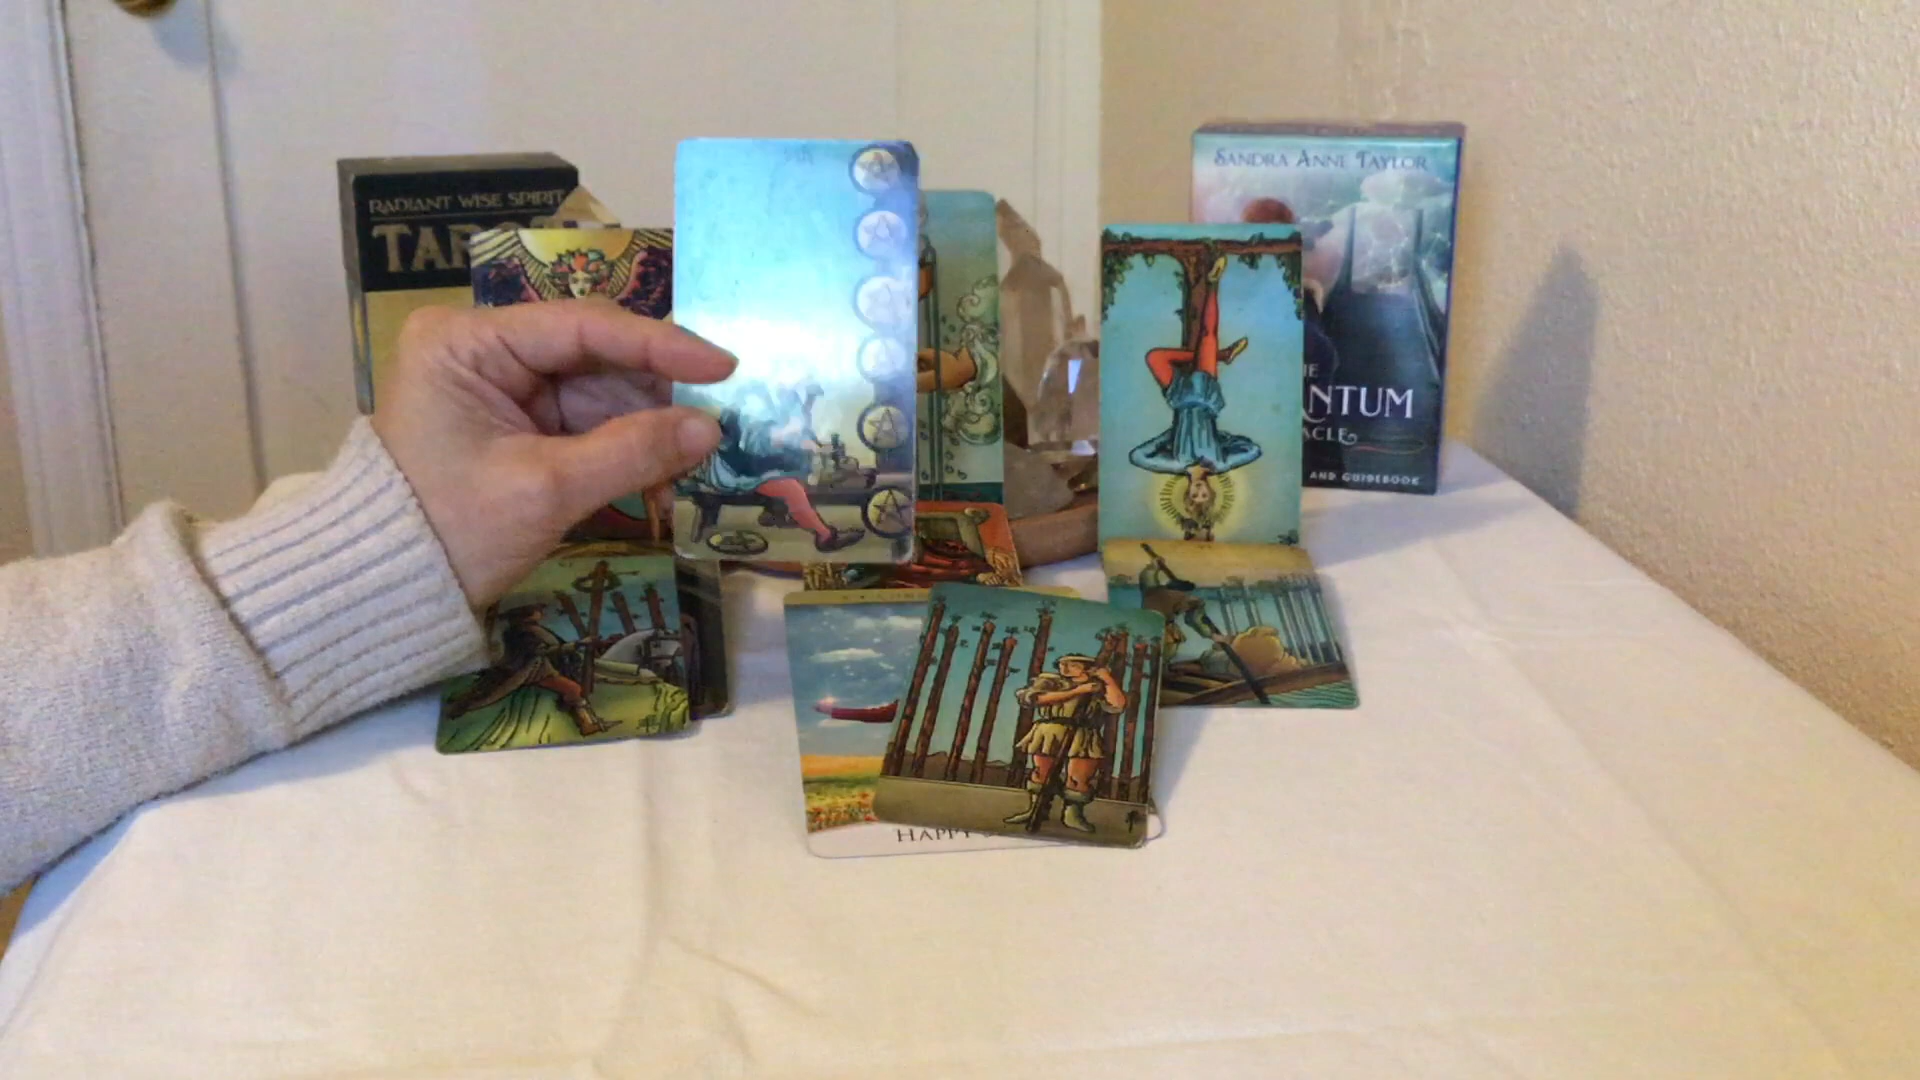 RADIANT WISE SPIRIT
TAR
SANDRA ANNE TAYLOR
NTUM
ACLE
AND GUIDEBOOK
HAPPY